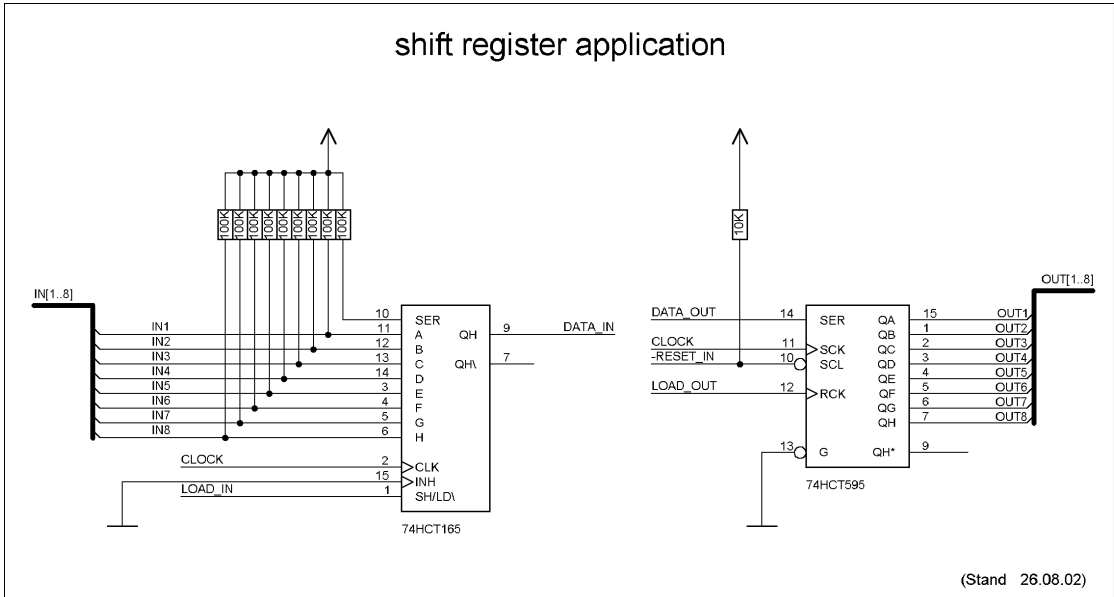 shift register application
100K
100K
100K
100K
100K
100K
100K
100K
100K
IN[1..8]
IN1
IN2
IN3
IN4
IN5
IN6
IN7
IN8
CLOCK
LOAD_IN
10 SER
11 A
12 B
13 C
14 D
3 E
4 F
5 G
6 H
2 CLK
15 INH
1 SH/LD\
QH 9 DATA_IN
QH\ 7
74HCT165
10K
DATA_OUT 14 SER
CLOCK 11 SCK
-RESET_IN 10 SCL
LOAD_OUT 12 RCK
13 G
QA 15 OUT1
QB 1 OUT2
QC 2 OUT3
QD 3 OUT4
QE 4 OUT5
QF 5 OUT6
QG 6 OUT7
QH 7 OUT8
QH* 9
OUT[1..8]
74HCT595
(Stand 26.08.02)